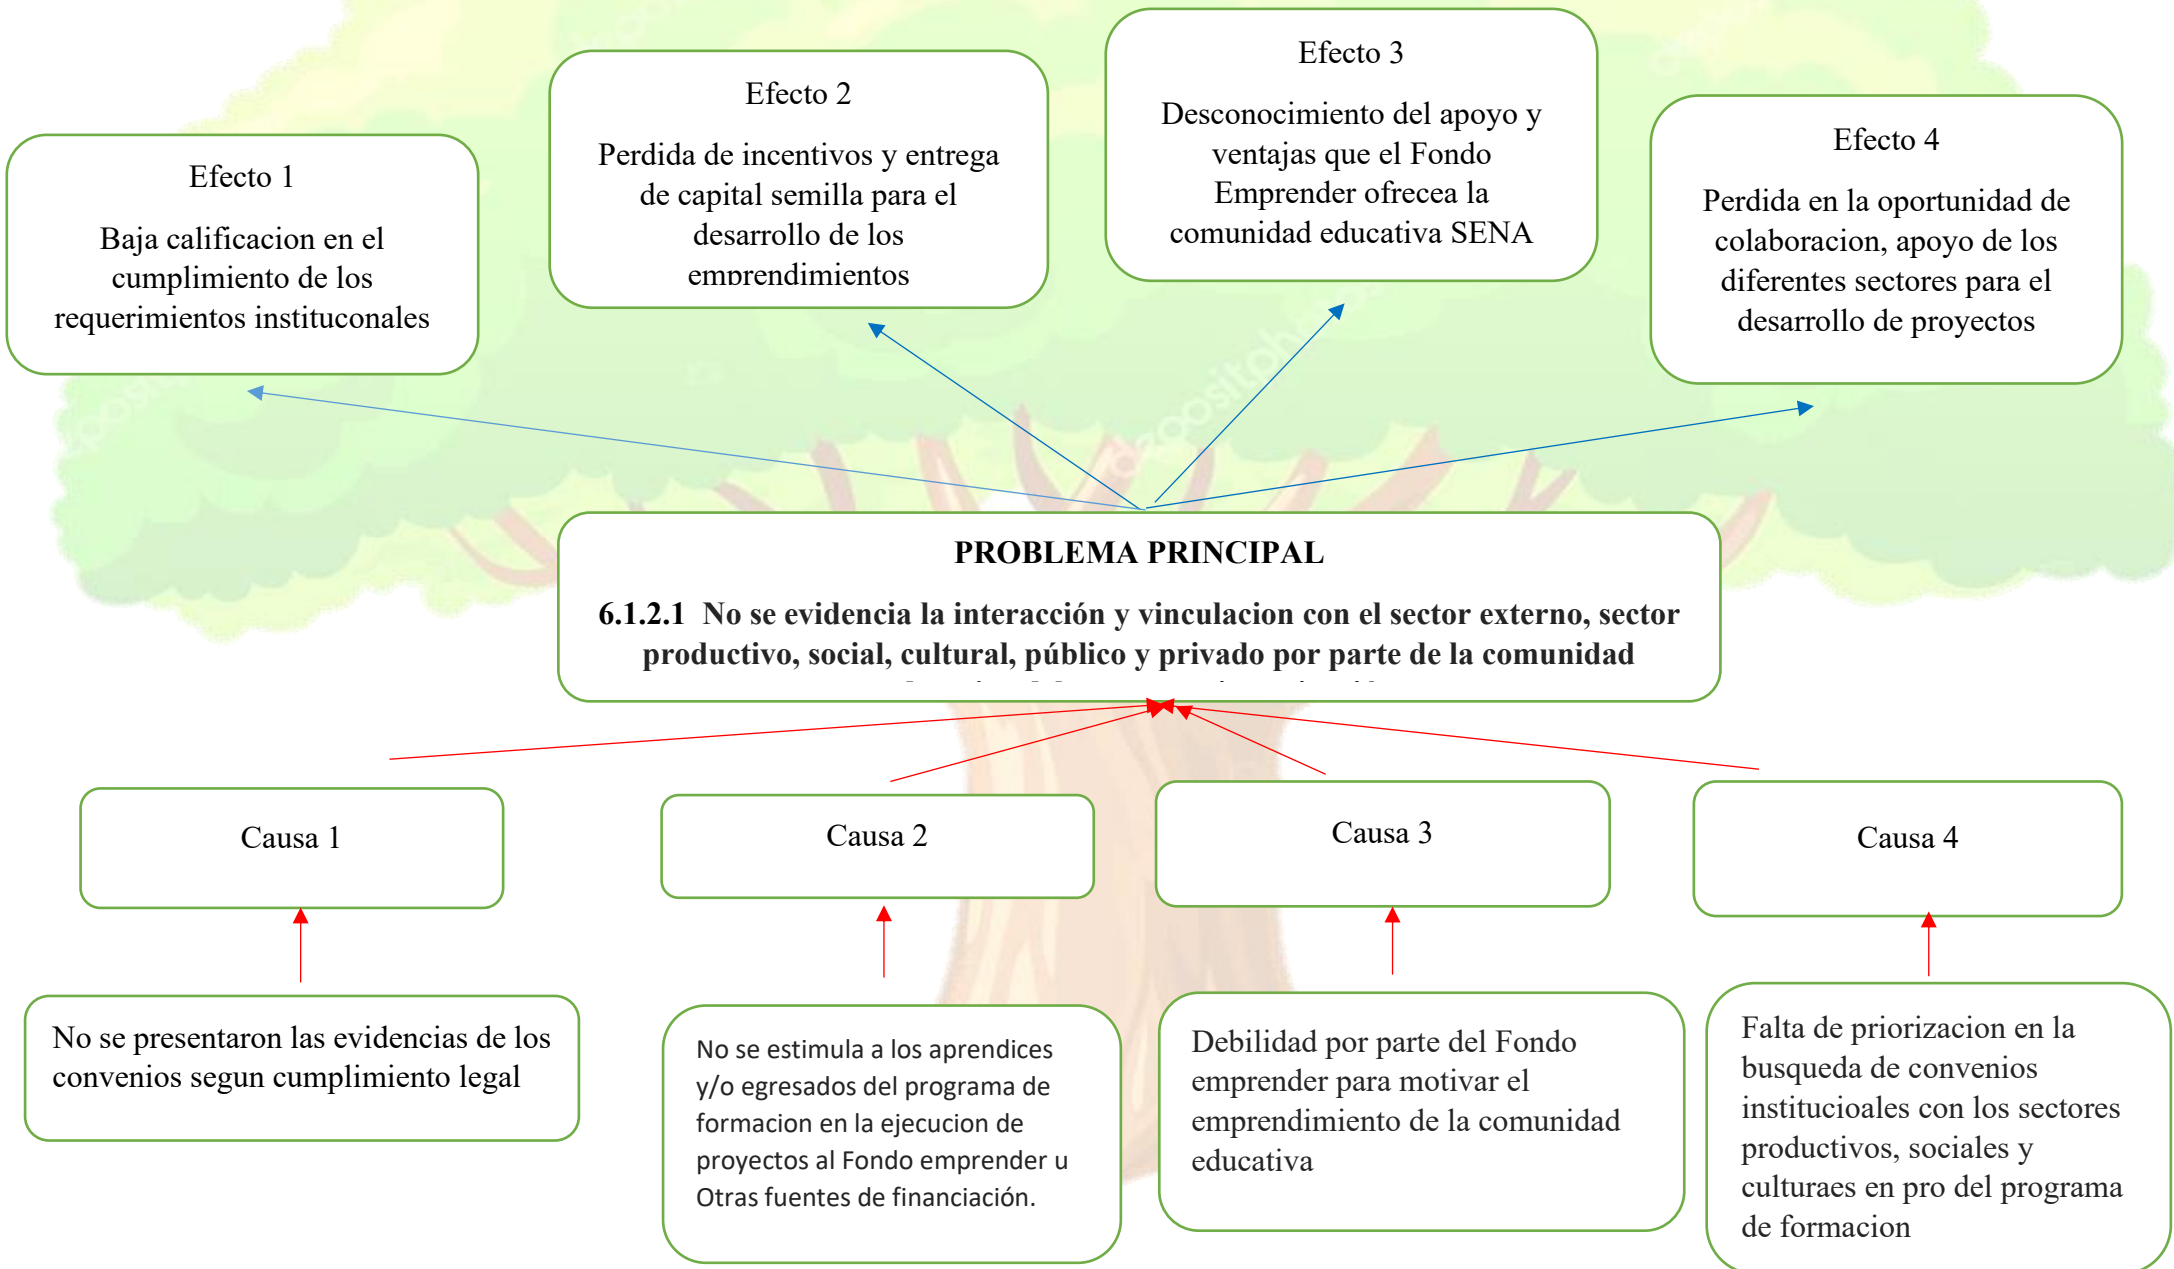 Efecto 1
Baja calificacion en el
cumplimiento de los
requerimientos instituconales
Efecto 2
Perdida de incentivos y entrega
de capital semilla para el
desarrollo de los
emprendimientos
Efecto 3
Desconocimiento del apoyo y
ventajas que el Fondo
Emprender ofrecea la
comunidad educativa SENA
Efecto 4
Perdida en la oportunidad de
colaboracion, apoyo de los
diferentes sectores para el
desarrollo de proyectos
PROBLEMA PRINCIPAL
6.1.2.1 No se evidencia la interacción y vinculacion con el sector externo, sector
productivo, social, cultural, público y privado por parte de la comunidad
Causa 1
Causa 2
Causa 3
Causa 4
No se presentaron las evidencias de los
convenios segun cumplimiento legal
No se estimula a los aprendices
y/o egresados del programa de
formacion en la ejecucion de
proyectos al Fondo emprender u
Otras fuentes de financiación.
Debilidad por parte del Fondo
emprender para motivar el
emprendimiento de la comunidad
educativa
Falta de priorizacion en la
busqueda de convenios
institucioales con los sectores
productivos, sociales y
culturaes en pro del programa
de formacion